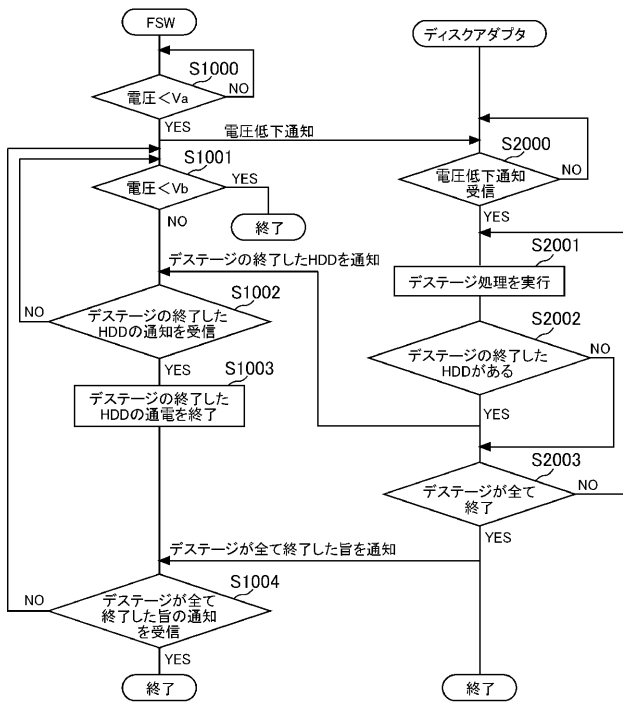 FSW
S1000
電圧<Va
NO
YES
電圧低下通知
S1001
電圧<Vb
YES
NO
終了
デステージの終了したHDDを通知
S1002
デステージの終了した
HDDの通知を受信
NO
YES
S1003
デステージの終了した
HDDの通電を終了
デステージが全て終了した旨を通知
S1004
デステージが全て
終了した旨の通知
を受信
NO
YES
終了
ディスクアダプタ
S2000
電圧低下通知
受信
NO
YES
S2001
デステージ処理を実行
S2002
デステージの終了した
HDDがある
NO
YES
S2003
デステージが全て
終了
NO
YES
終了